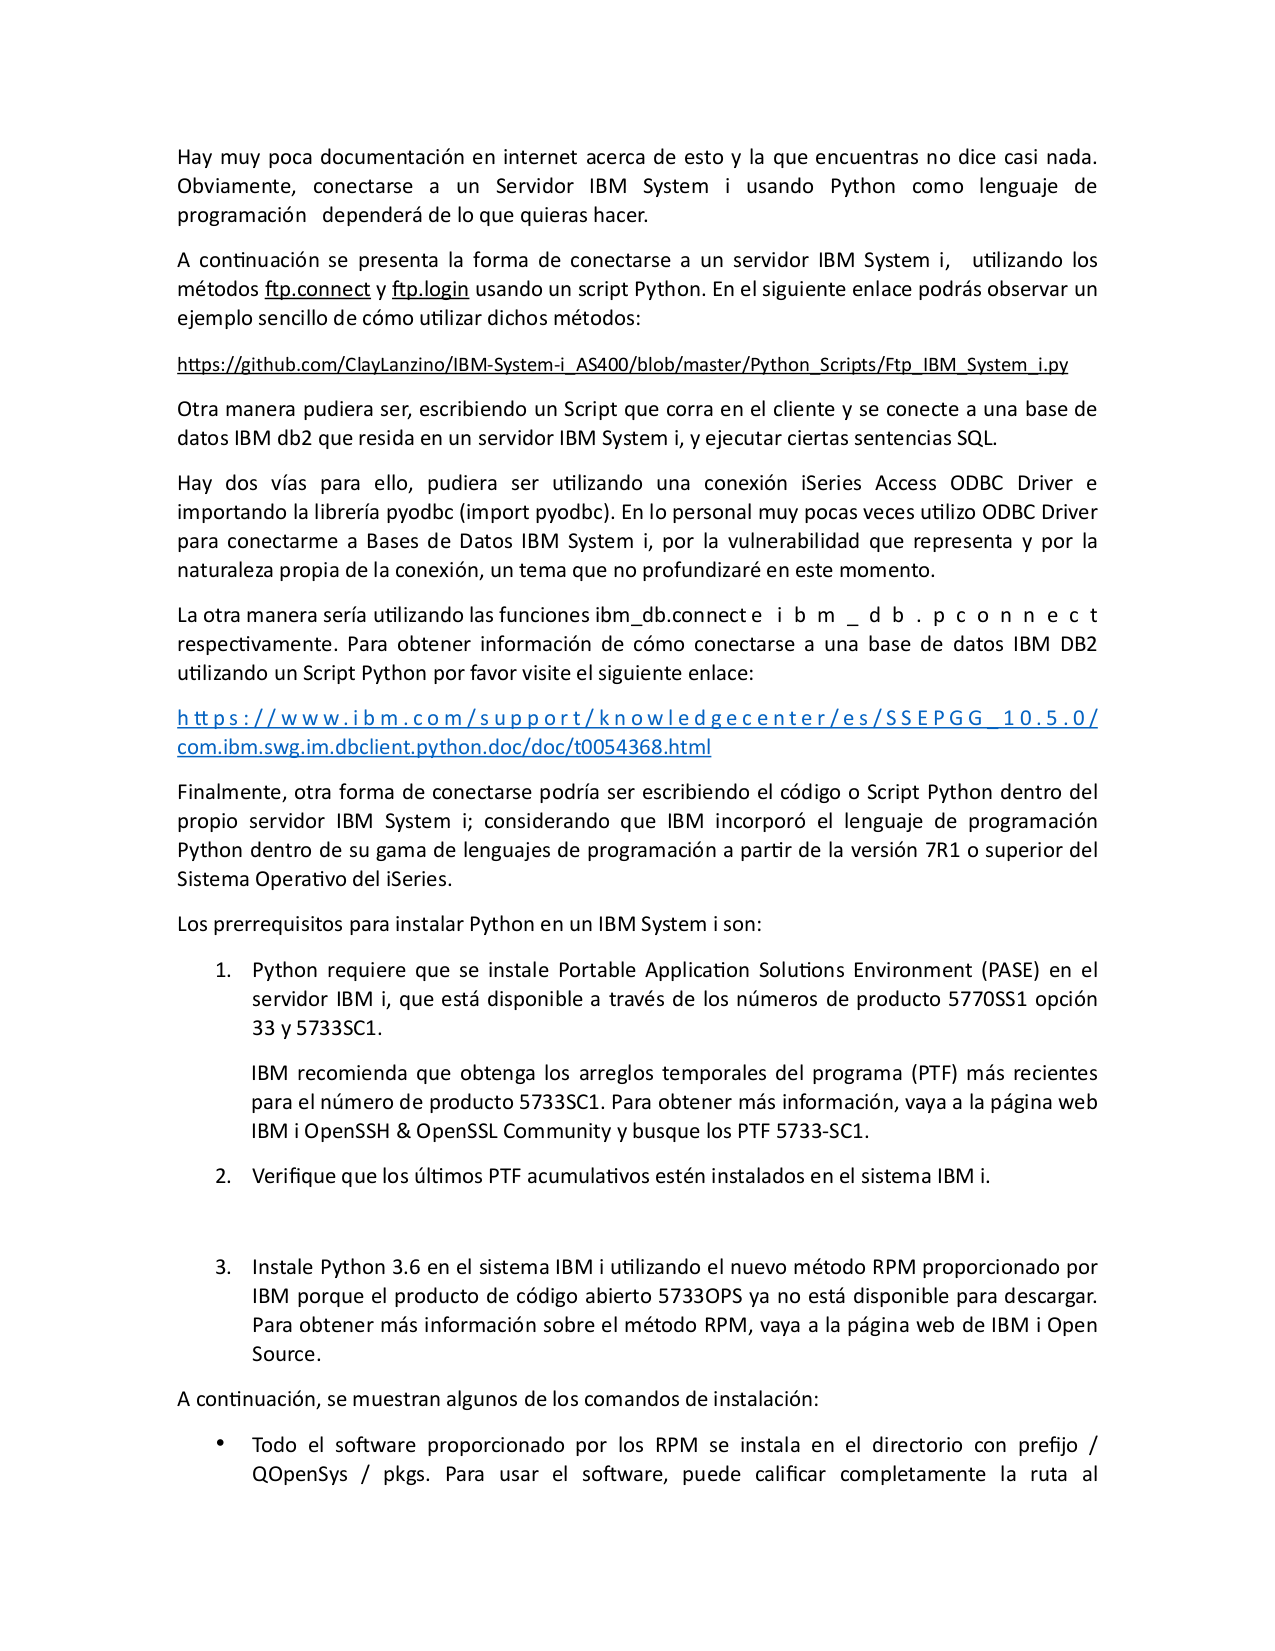 Hay muy poca documentación en internet acerca de esto y la que encuentras no dice casi nada.
Obviamente, conectarse a un Servidor IBM System i usando Python como lenguaje de
programación dependerá de lo que quieras hacer.
A continuación se presenta la forma de conectarse a un servidor IBM System i, utilizando los
métodos ftp.connect y ftp.login usando un script Python. En el siguiente enlace podrás observar un
ejemplo sencillo de cómo utilizar dichos métodos:
https://github.com/ClayLanzino/IBM-System-i_AS400/blob/master/Python_Scripts/Ftp_IBM_System_i.py
Otra manera pudiera ser, escribiendo un Script que corra en el cliente y se conecte a una base de
datos IBM db2 que resida en un servidor IBM System i, y ejecutar ciertas sentencias SQL.
Hay dos vías para ello, pudiera ser utilizando una conexión iSeries Access ODBC Driver e
importando la librería pyodbc (import pyodbc). En lo personal muy pocas veces utilizo ODBC Driver
para conectarme a Bases de Datos IBM System i, por la vulnerabilidad que representa y por la
naturaleza propia de la conexión, un tema que no profundizaré en este momento.
La otra manera sería utilizando las funciones ibm_db.connect e ibm_db.pconnect
respectivamente. Para obtener información de cómo conectarse a una base de datos IBM DB2
utilizando un Script Python por favor visite el siguiente enlace:
https://www.ibm.com/support/knowledgecenter/es/SSEPGG_10.5.0/
com.ibm.swg.im.dbclient.python.doc/doc/t0054368.html
Finalmente, otra forma de conectarse podría ser escribiendo el código o Script Python dentro del
propio servidor IBM System i; considerando que IBM incorporó el lenguaje de programación
Python dentro de su gama de lenguajes de programación a partir de la versión 7R1 o superior del
Sistema Operativo del iSeries.
Los prerrequisitos para instalar Python en un IBM System i son:
1. Python requiere que se instale Portable Application Solutions Environment (PASE) en el
servidor IBM i, que está disponible a través de los números de producto 5770SS1 opción
33 y 5733SC1.
IBM recomienda que obtenga los arreglos temporales del programa (PTF) más recientes
para el número de producto 5733SC1. Para obtener más información, vaya a la página web
IBM i OpenSSH & OpenSSL Community y busque los PTF 5733-SC1.
2. Verifique que los últimos PTF acumulativos estén instalados en el sistema IBM i.
3. Instale Python 3.6 en el sistema IBM i utilizando el nuevo método RPM proporcionado por
IBM porque el producto de código abierto 5733OPS ya no está disponible para descargar.
Para obtener más información sobre el método RPM, vaya a la página web de IBM i Open
Source.
A continuación, se muestran algunos de los comandos de instalación:
• Todo el software proporcionado por los RPM se instala en el directorio con prefijo /
QOpenSys / pkgs. Para usar el software, puede calificar completamente la ruta al